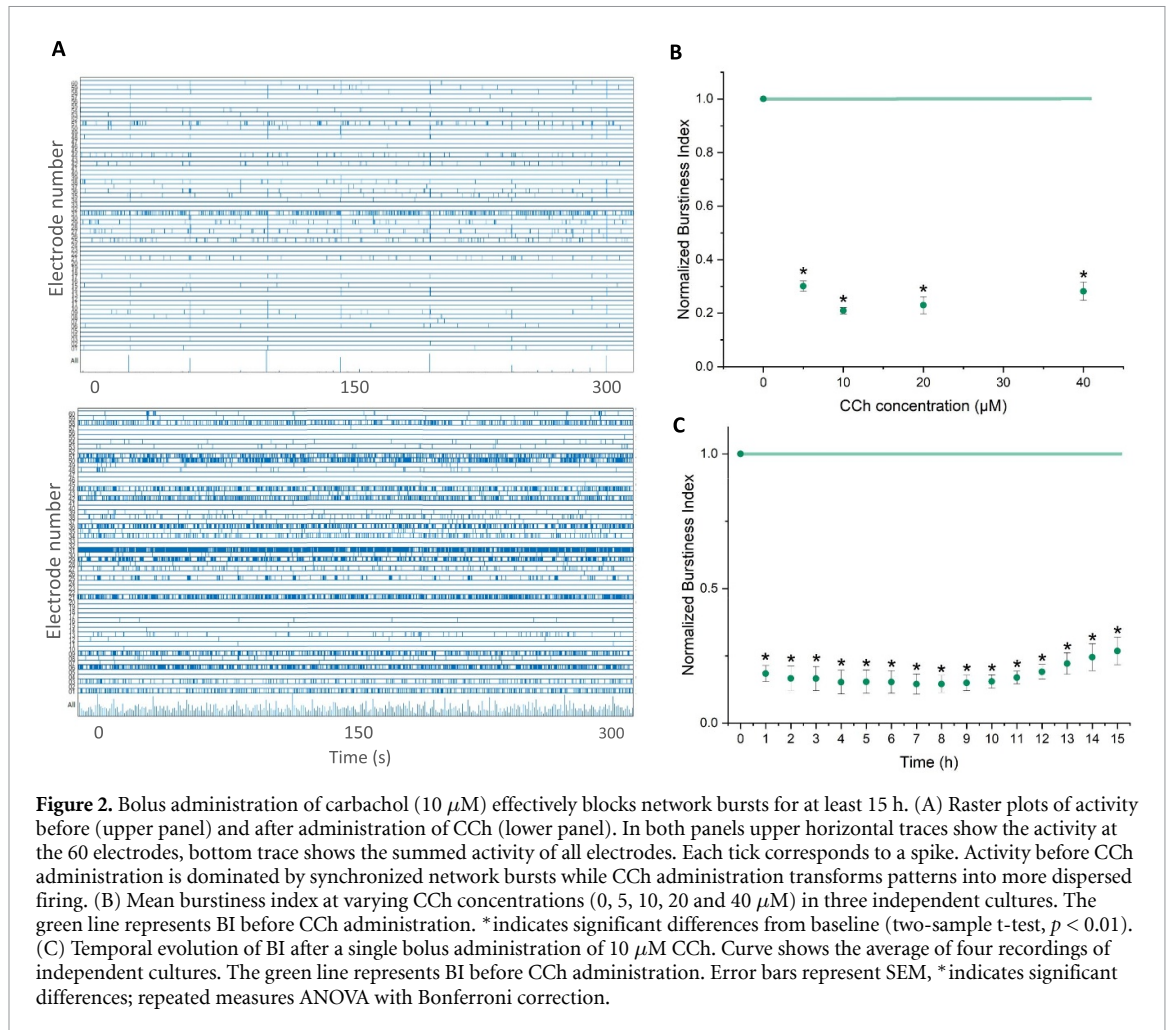 A
Electrode number
All
0 150 300
Electrode number
All
0 150 300
Time (s)
B
Normalized Burstiness Index
1.0
0.8
0.6
0.4
0.2
0.0
* * * *
0 10 20 30 40
CCh concentration (µM)
C
Normalized Burstiness Index
1.0
0.5
0.0
* * * * * * * * * * * * * * *
0 1 2 3 4 5 6 7 8 9 10 11 12 13 14 15
Time (h)
Figure 2. Bolus administration of carbachol (10 µM) effectively blocks network bursts for at least 15 h. (A) Raster plots of activity
before (upper panel) and after administration of CCh (lower panel). In both panels upper horizontal traces show the activity at
the 60 electrodes, bottom trace shows the summed activity of all electrodes. Each tick corresponds to a spike. Activity before CCh
administration is dominated by synchronized network bursts while CCh administration transforms patterns into more dispersed
firing. (B) Mean burstiness index at varying CCh concentrations (0, 5, 10, 20 and 40 µM) in three independent cultures. The
green line represents BI before CCh administration. *indicates significant differences from baseline (two-sample t-test, p < 0.01).
(C) Temporal evolution of BI after a single bolus administration of 10 µM CCh. Curve shows the average of four recordings of
independent cultures. The green line represents BI before CCh administration. Error bars represent SEM, *indicates significant
differences; repeated measures ANOVA with Bonferroni correction.